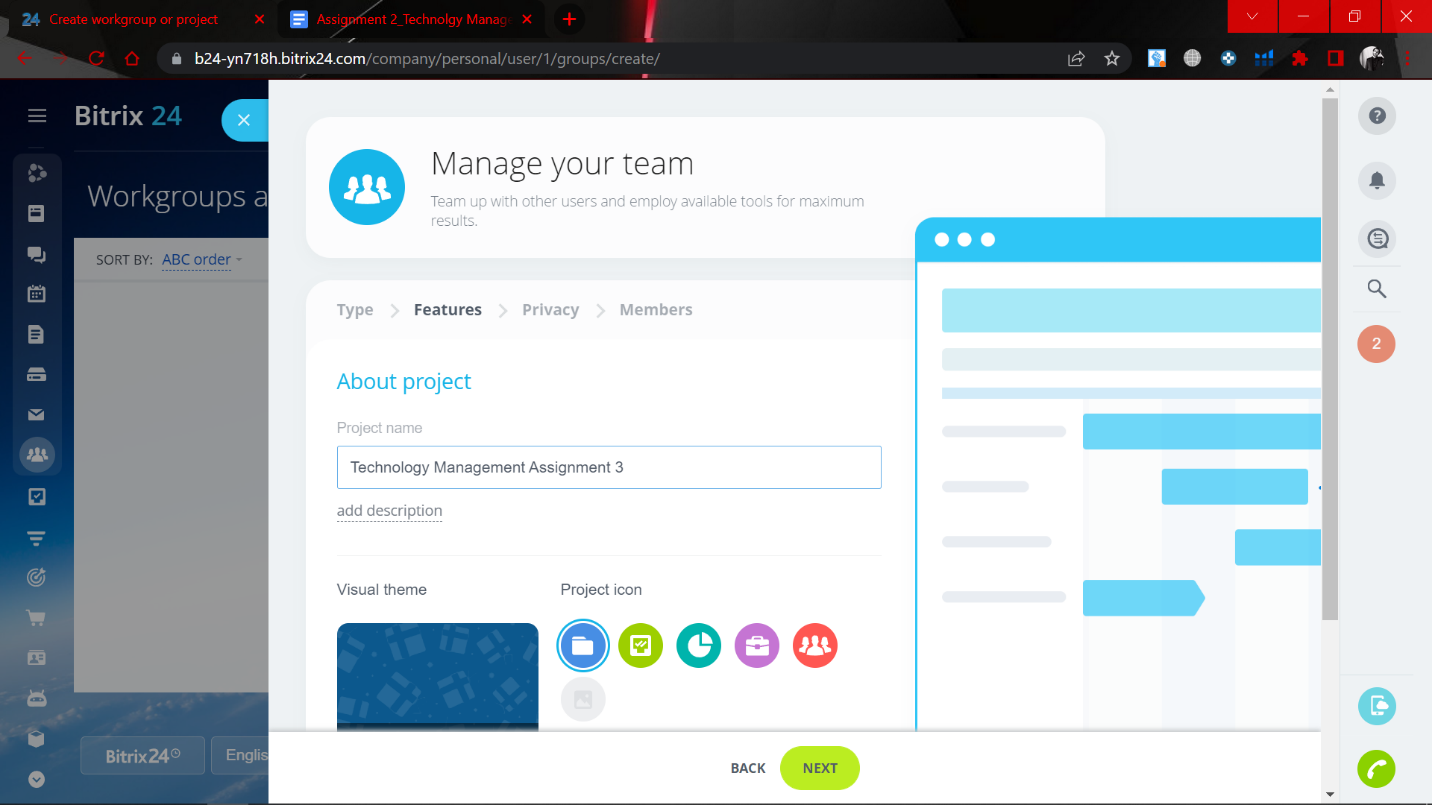 24 Create workgroup or project
Assignment 2_Technolgy Manage
b24-yn718h.bitrix24.com/company/personal/user/1/groups/create/
Bitrix 24
Workgroups a
SORT BY: ABC order
Manage your team
Team up with other users and employ available tools for maximum
results.
Type
Features
Privacy
Members
About project
Project name
Technology Management Assignment 3
add description
Visual theme
Project icon
2
Bitrix24
Englis
BACK
NEXT